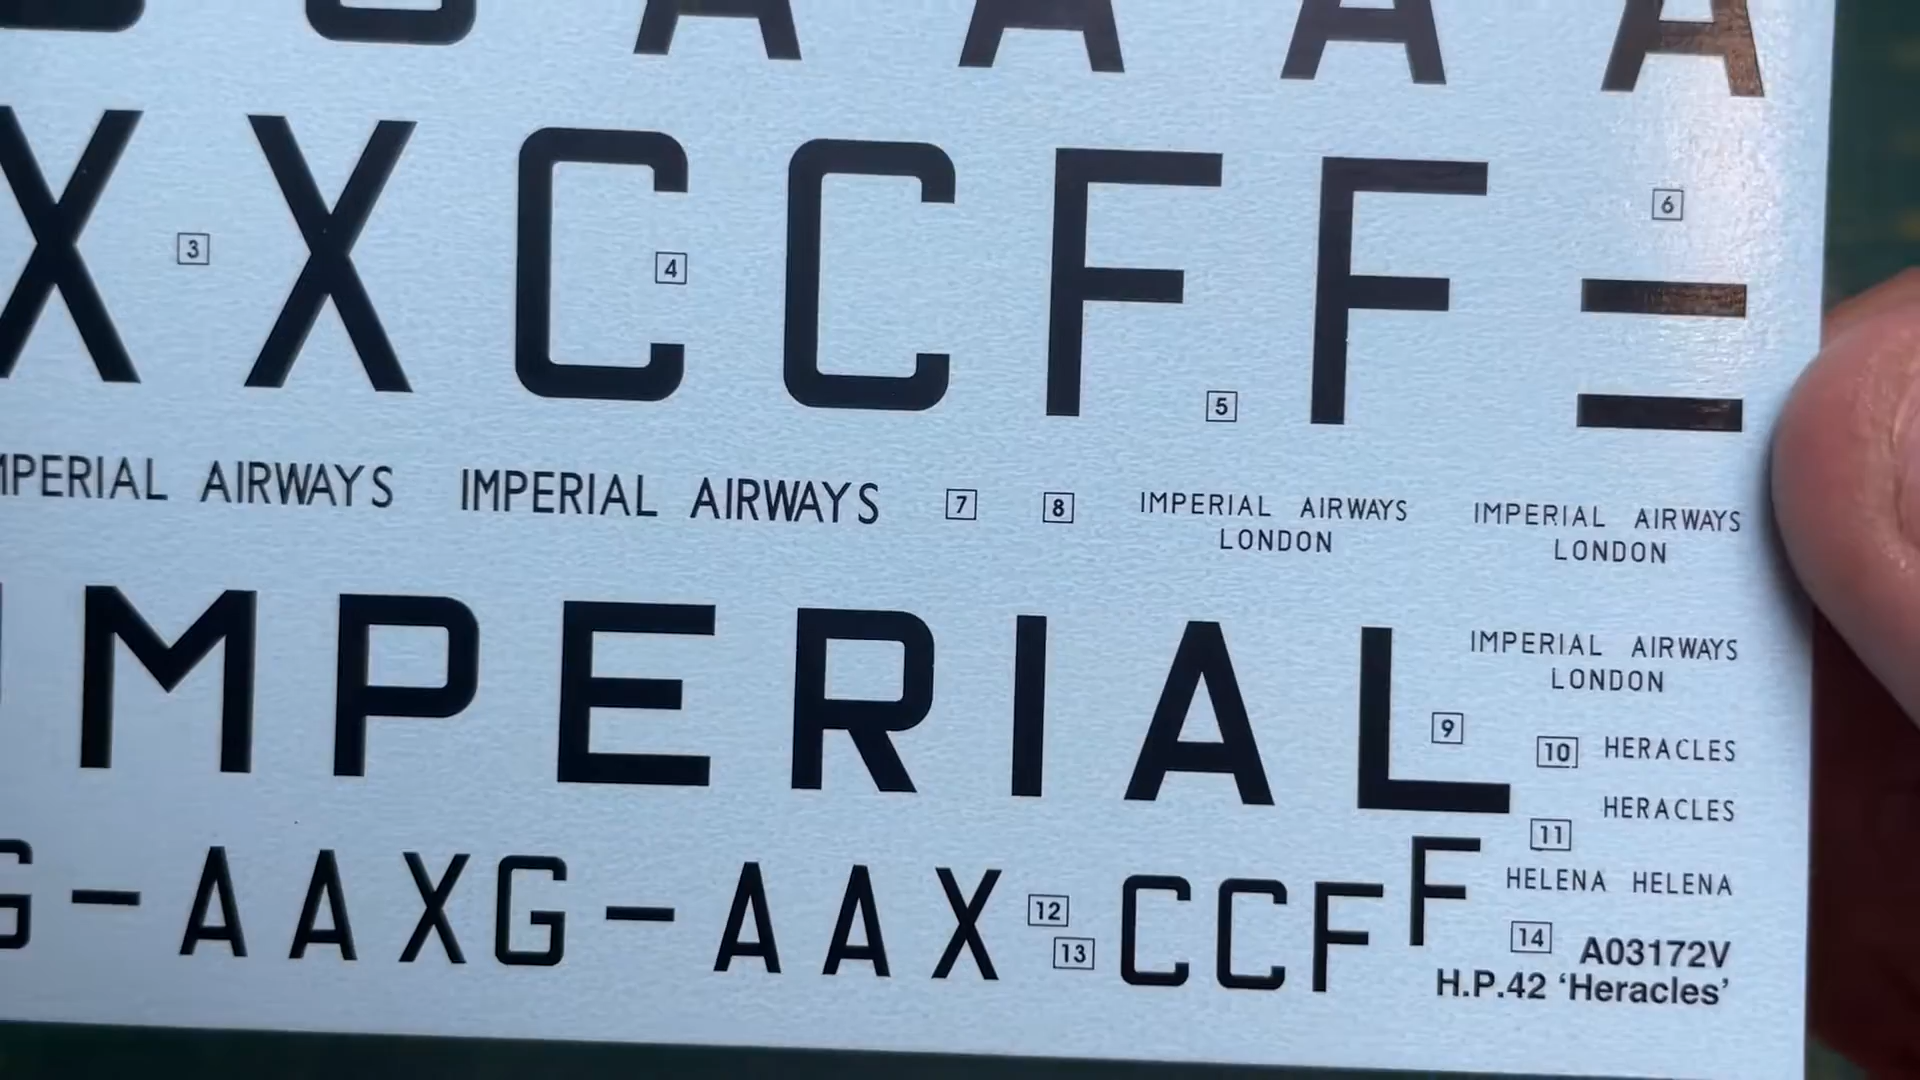 A A A A
X 3 X C 4 C F 5 F 6
IMPERIAL AIRWAYS IMPERIAL AIRWAYS 7 8 IMPERIAL AIRWAYS
LONDON
IMPERIAL AIRWAYS
LONDON
IMPERIAL 9
IMPERIAL AIRWAYS
LONDON
10 HERACLES
HERACLES
11
HELENA HELENA
G-AAXG-AAX 12 13 CCFF
14 A03172V
H.P.42 ‘Heracles’